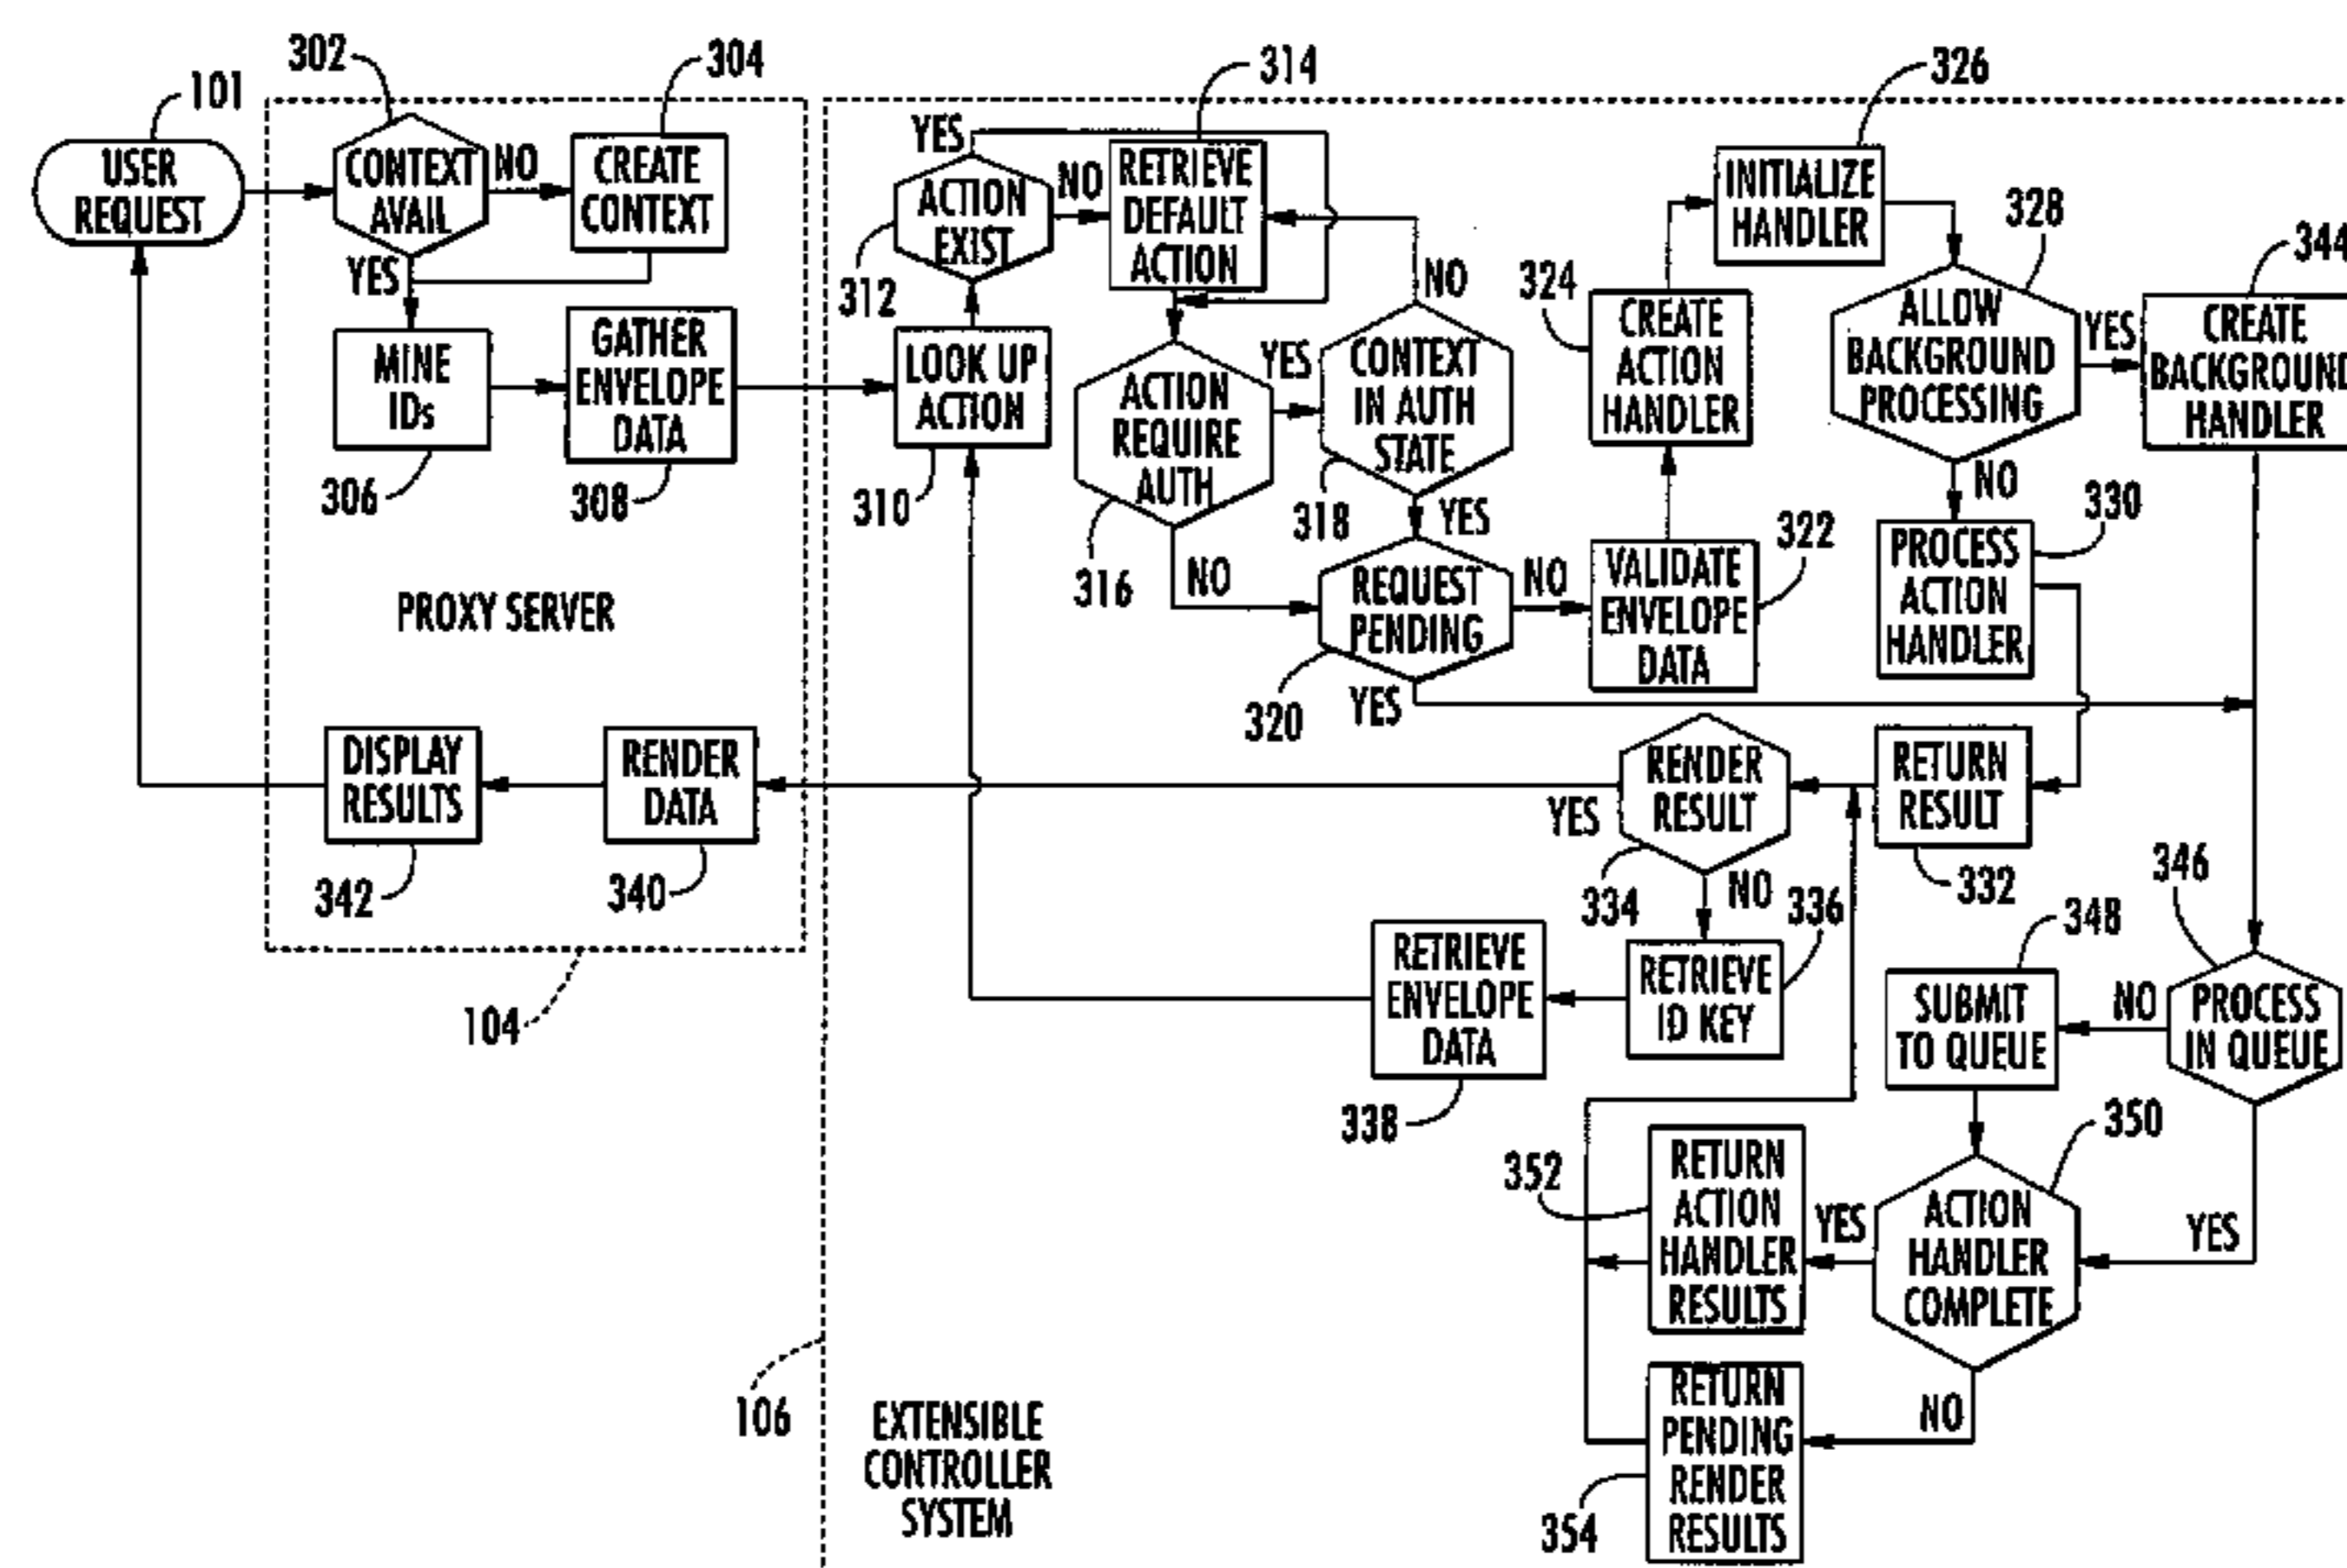 101
USER
REQUEST
302
CONTEXT
AVAIL
NO
304
CREATE
CONTEXT
YES
MINE
IDs
306
GATHER
ENVELOPE
DATA
308
PROXY SERVER
DISPLAY
RESULTS
342
RENDER
DATA
340
104
YES
ACTION
EXIST
312
NO
314
RETRIEVE
DEFAULT
ACTION
LOOK UP
ACTION
310
ACTION
REQUIRE
AUTH
316
YES
NO
NO
CONTEXT
IN AUTH
STATE
318
YES
REQUEST
PENDING
320
NO
YES
VALIDATE
ENVELOPE
DATA
322
324
CREATE
ACTION
HANDLER
326
INITIALIZE
HANDLER
328
ALLOW
BACKGROUND
PROCESSING
YES
NO
344
CREATE
BACKGROUND
HANDLER
330
PROCESS
ACTION
HANDLER
RETURN
RESULT
332
RENDER
RESULT
334
YES
NO
336
RETRIEVE
ID KEY
RETRIEVE
ENVELOPE
DATA
338
346
PROCESS
IN QUEUE
NO
YES
348
SUBMIT
TO QUEUE
350
ACTION
HANDLER
COMPLETE
YES
NO
352
RETURN
ACTION
HANDLER
RESULTS
RETURN
PENDING
RENDER
RESULTS
354
106
EXTENSIBLE
CONTROLLER
SYSTEM